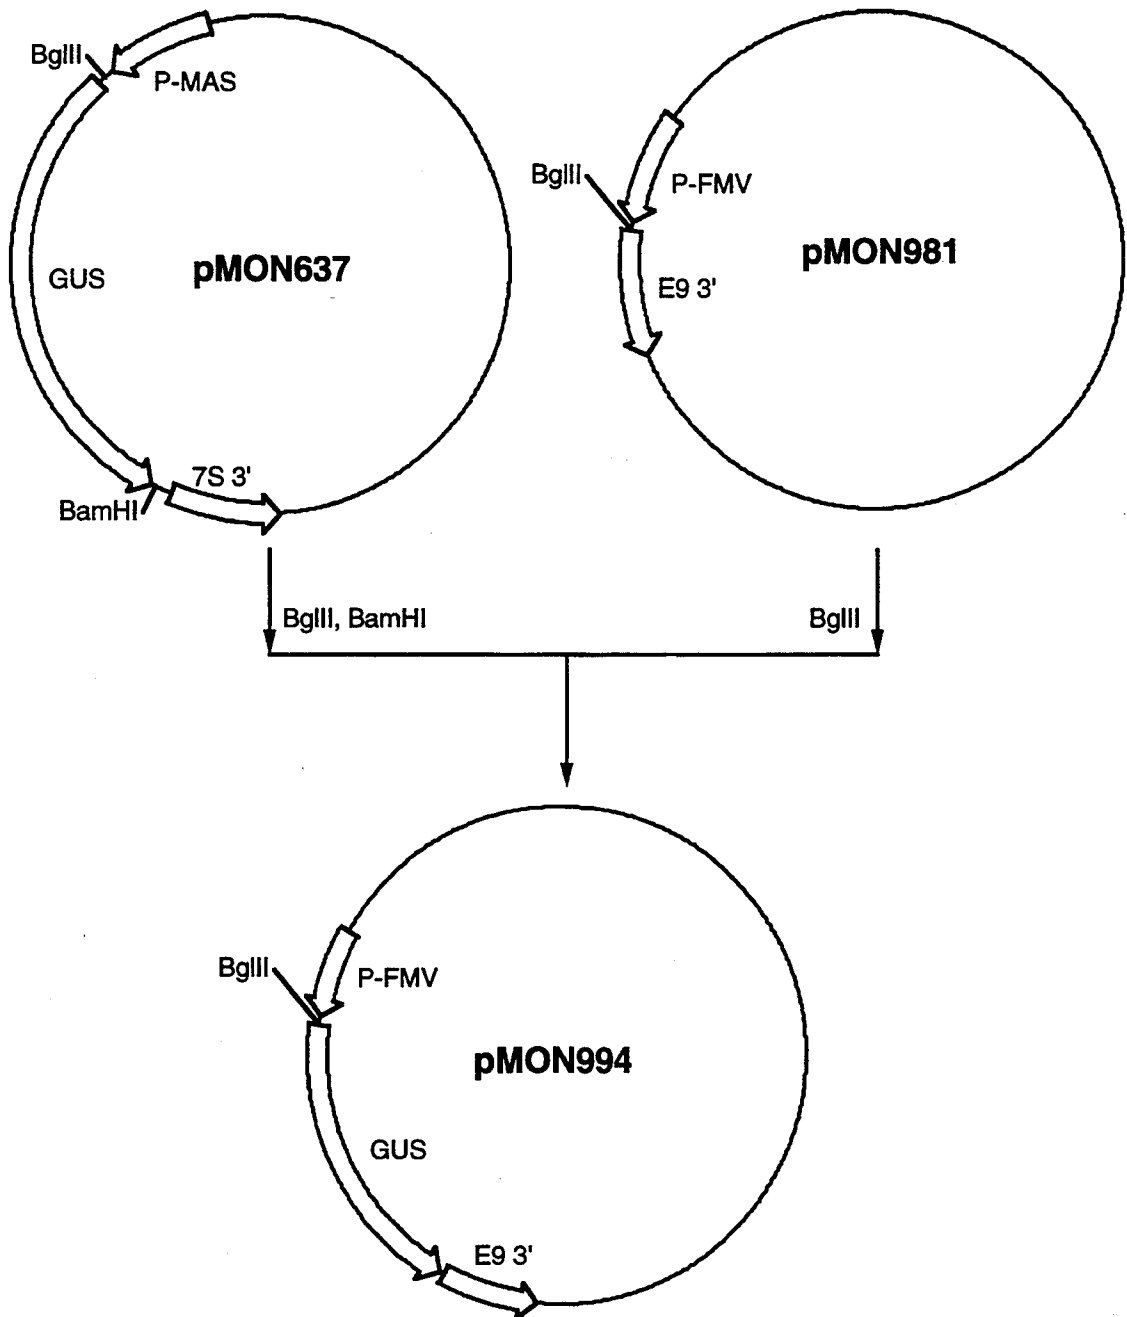 BglII
P-MAS
GUS
pMON637
7S 3'
BamHI
BglII
P-FMV
pMON981
E9 3'
BglII, BamHI
BglII
BglII
P-FMV
pMON994
GUS
E9 3'